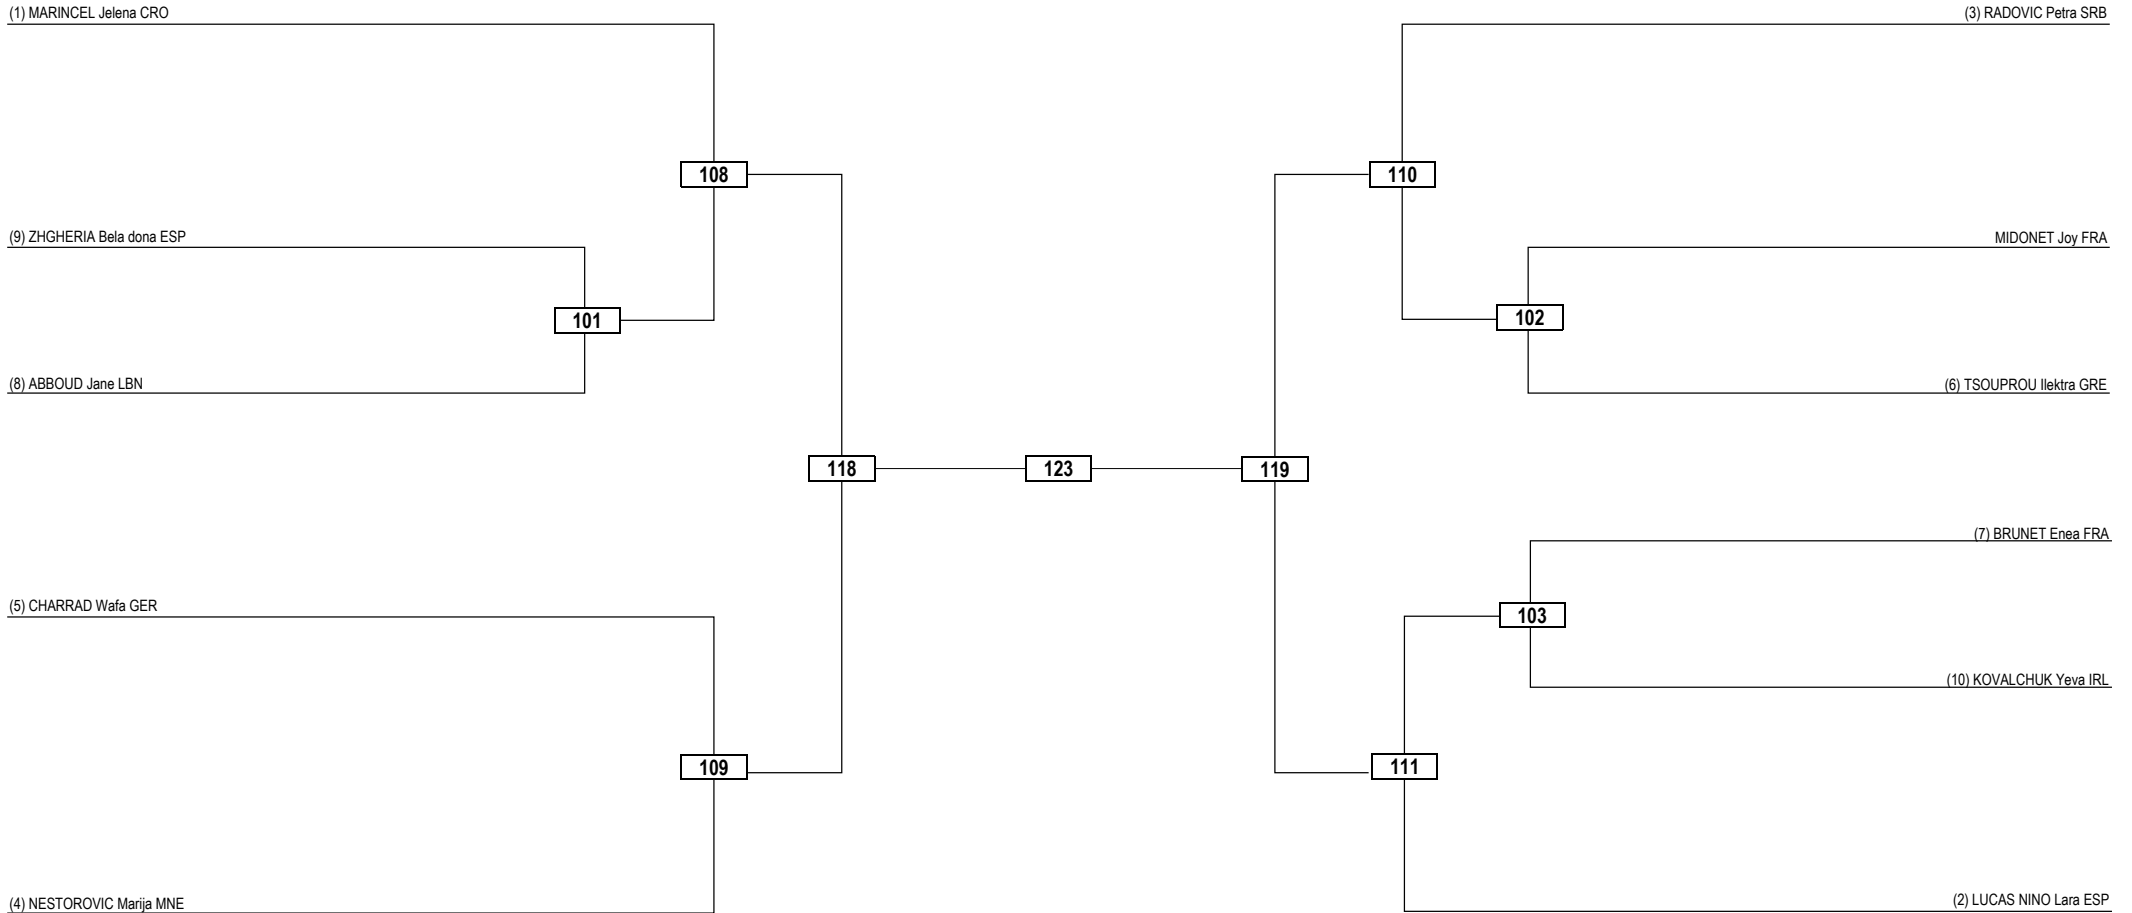 (1) MARINCEL Jelena CRO
(3) RADOVIC Petra SRB
108
110
(9) ZHGHERIA Bela dona ESP
MIDONET Joy FRA
101
102
(8) ABBOUD Jane LBN
(6) TSOUPROU Ilektra GRE
118
123
119
(7) BRUNET Enea FRA
(5) CHARRAD Wafa GER
103
(10) KOVALCHUK Yeva IRL
109
111
(4) NESTOROVIC Marija MNE
(2) LUCAS NINO Lara ESP